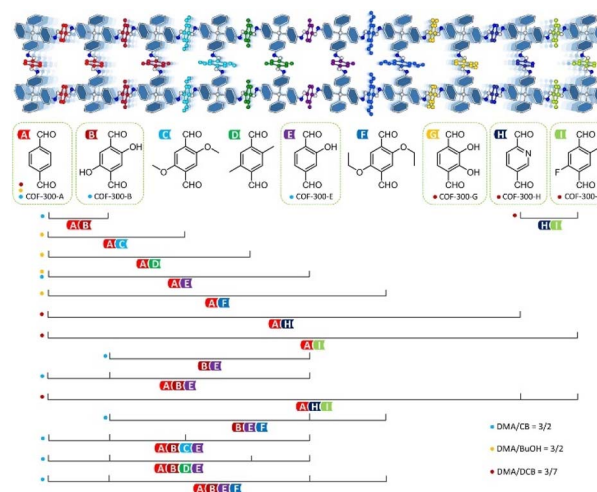 A B C D E F G H I
CHO CHO CHO CHO CHO CHO CHO CHO CHO
OH O OH O OH N
HO O O OH F
CHO CHO CHO CHO CHO CHO CHO CHO CHO
COF-300-A COF-300-B COF-300-E COF-300-G COF-300-H COF-300-
A B H I
A C
A D
A E
A F
A H
A I
B E
A B E
A H I
B E F
DMA/CB = 3/2
A B C E
DMA/BuOH = 3/2
A B D E
DMA/DCB = 3/7
A B E F